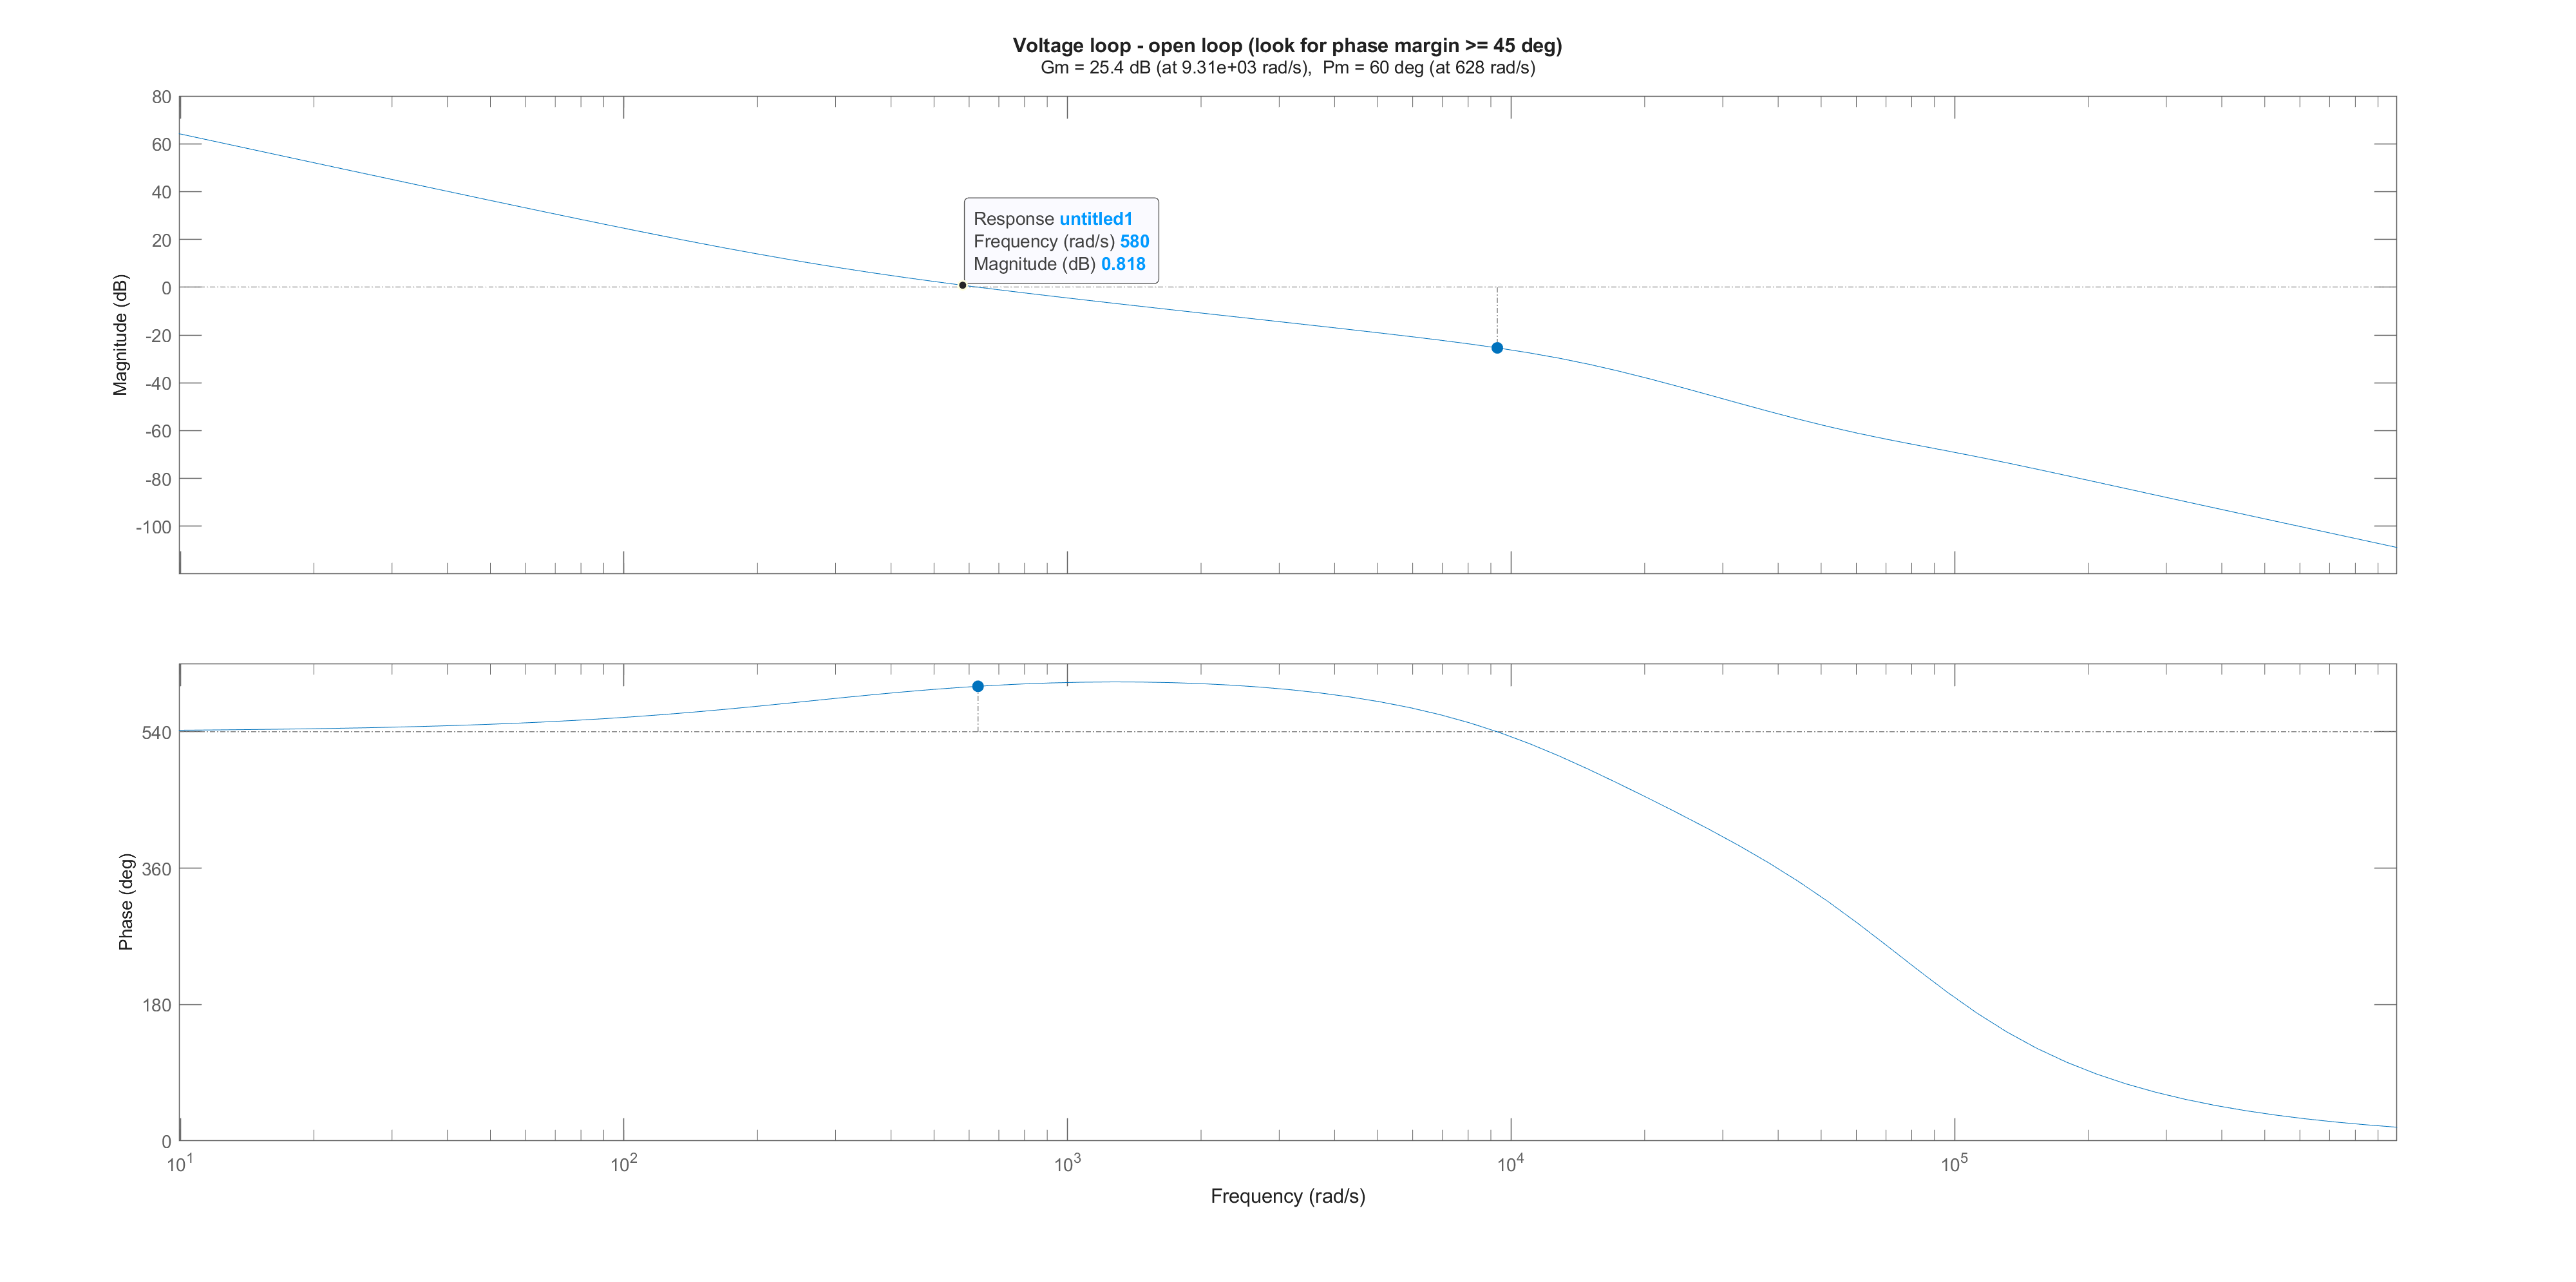 Voltage loop - open loop (look for phase margin >= 45 deg)
Gm = 25.4 dB (at 9.31e+03 rad/s),  Pm = 60 deg (at 628 rad/s)
80
60
40
20
0
-20
-40
-60
-80
-100
Magnitude (dB)
Response untitled1
Frequency (rad/s) 580
Magnitude (dB) 0.818
540
360
180
0
Phase (deg)
10^1
10^2
10^3
10^4
10^5
Frequency (rad/s)